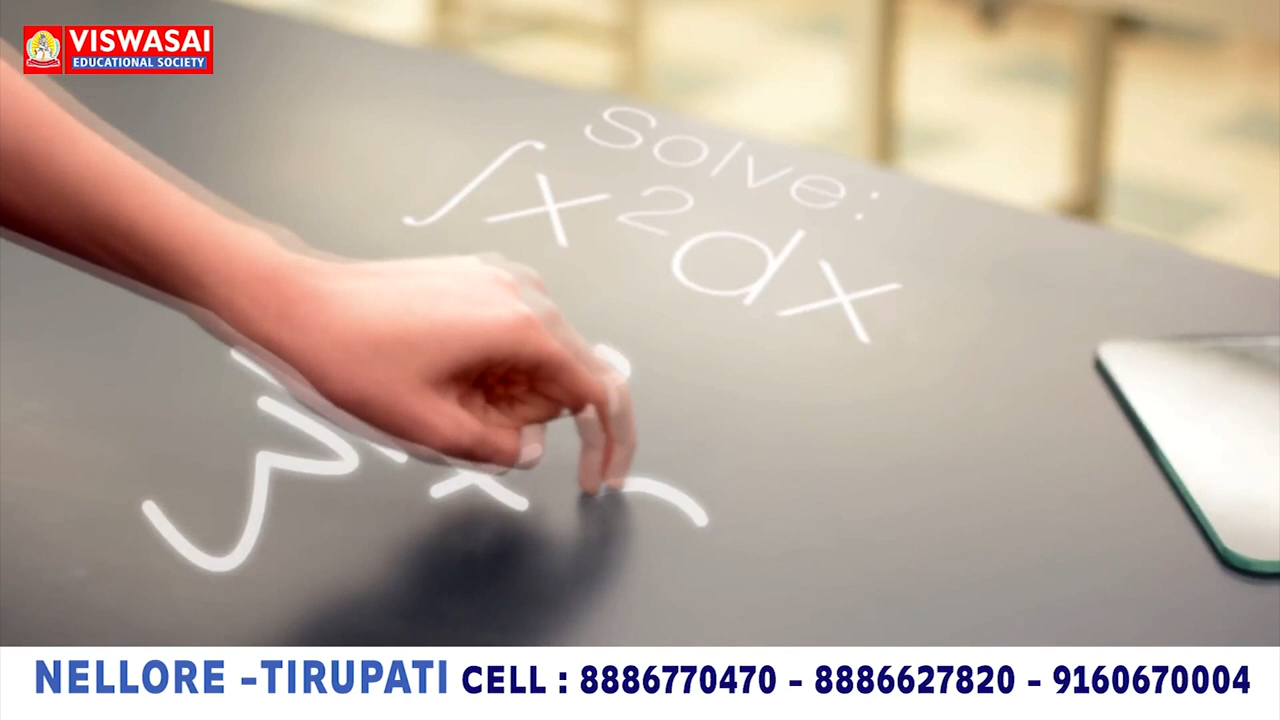 VISWASAI
EDUCATIONAL SOCIETY
Solve:
∫x²dx
NELLORE –TIRUPATI CELL : 8886770470 – 8886627820 – 9160670004